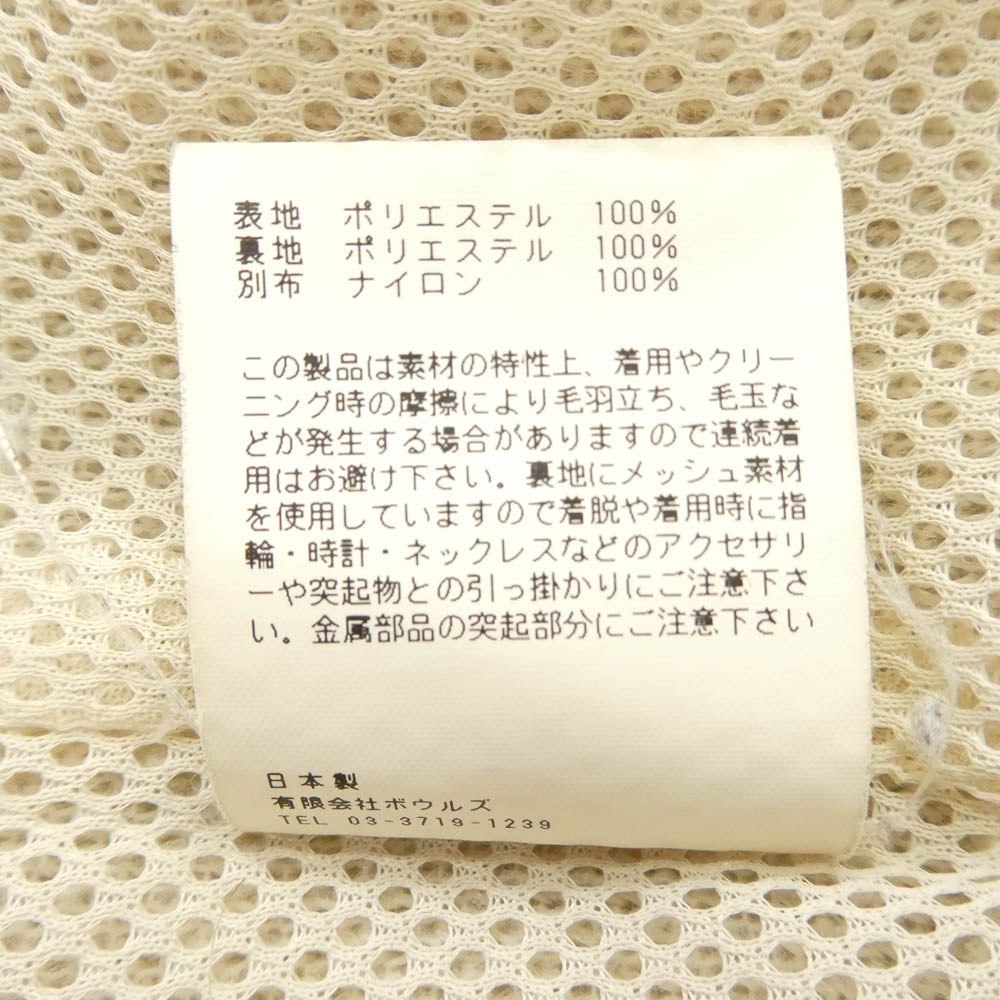 表地 ポリエステル 100%
裏地 ポリエステル 100%
別布 ナイロン 100%
この製品は素材の特性上、着用やクリー
ニング時の摩擦により毛羽立ち、毛玉な
どが発生する場合がありますので連続着
用はお避け下さい。裏地にメッシュ素材
を使用していますので着脱や着用時に指
輪・時計・ネックレスなどのアクセサリ
ーや突起物との引っ掛かりにご注意下さ
い。金属部品の突起部分にご注意下さい
日本製
有限会社ボウルズ
TEL 03-3719-1239